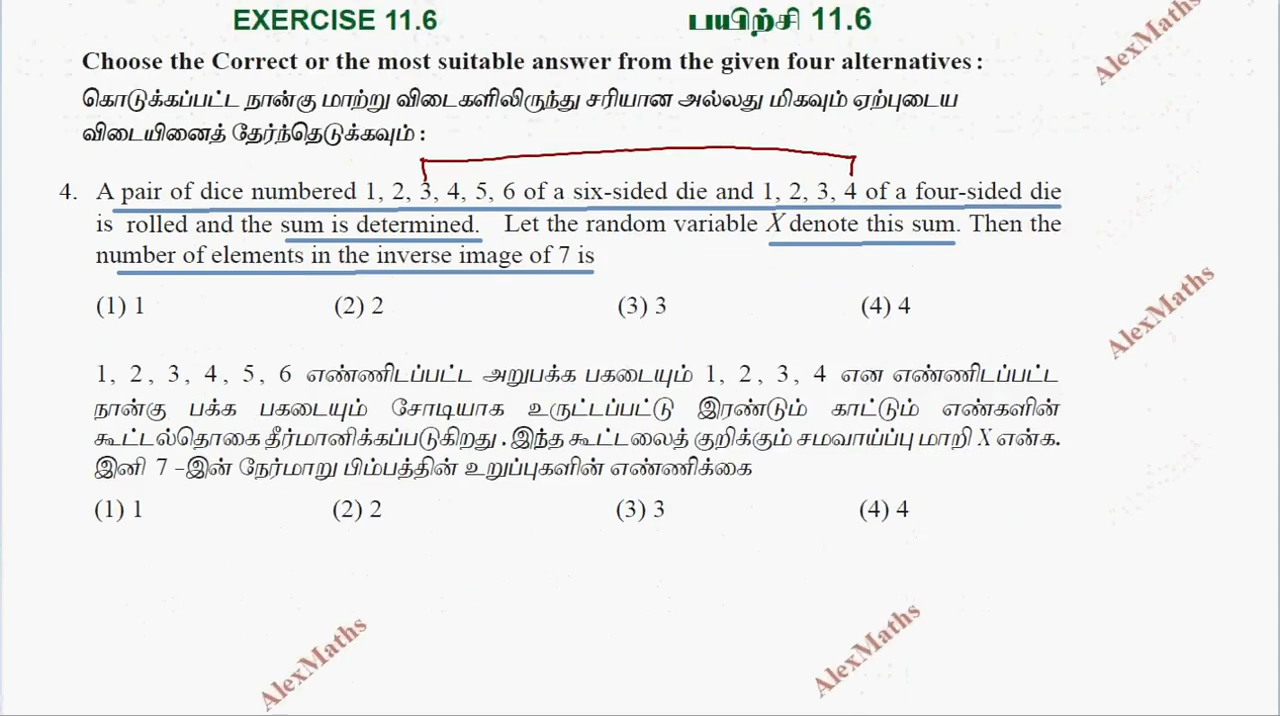 EXERCISE 11.6 பயிற்சி 11.6
Choose the Correct or the most suitable answer from the given four alternatives :
கொடுக்கப்பட்ட நான்கு மாற்று விடைகளிலிருந்து சரியான அல்லது மிகவும் ஏற்புடைய
விடையினைத் தேர்ந்தெடுக்கவும் :
4. A pair of dice numbered 1, 2, 3, 4, 5, 6 of a six-sided die and 1, 2, 3, 4 of a four-sided die
is rolled and the sum is determined. Let the random variable X denote this sum. Then the
number of elements in the inverse image of 7 is
(1) 1 (2) 2 (3) 3 (4) 4
1, 2, 3, 4, 5, 6 எண்ணிடப்பட்ட அறுபக்க பகடையும் 1, 2, 3, 4 என எண்ணிடப்பட்ட
நான்கு பக்க பகடையும் சோடியாக உருட்டப்பட்டு இரண்டும் காட்டும் எண்களின்
கூட்டல்தொகை தீர்மானிக்கப்படுகிறது. இந்த கூட்டலைத் குறிக்கும் சமவாய்ப்பு மாறி X என்க.
இனி 7 -இன் நேர்மாறு பிம்பத்தின் உறுப்புகளின் எண்ணிக்கை
(1) 1 (2) 2 (3) 3 (4) 4
AlexMaths
AlexMaths
AlexMaths
AlexMaths